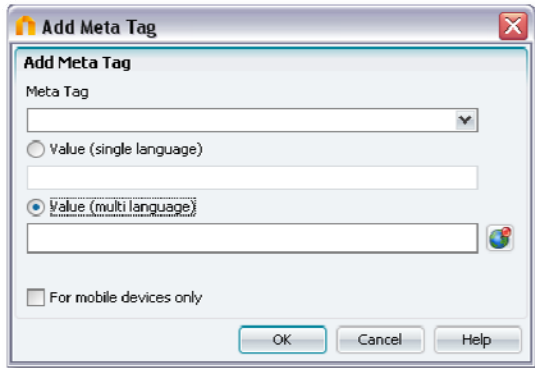 Add Meta Tag
Add Meta Tag
Meta Tag
Value (single language)
Value (multi language)
For mobile devices only
OK Cancel Help